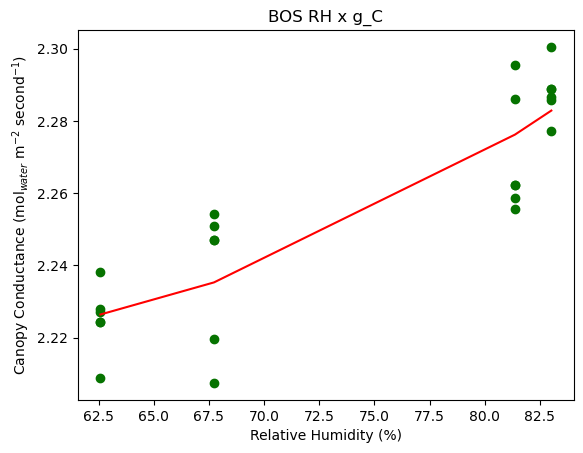 BOS RH x g_C
Canopy Conductance (mol_water m⁻² second⁻¹)
2.30
2.28
2.26
2.24
2.22
62.5 65.0 67.5 70.0 72.5 75.0 77.5 80.0 82.5
Relative Humidity (%)